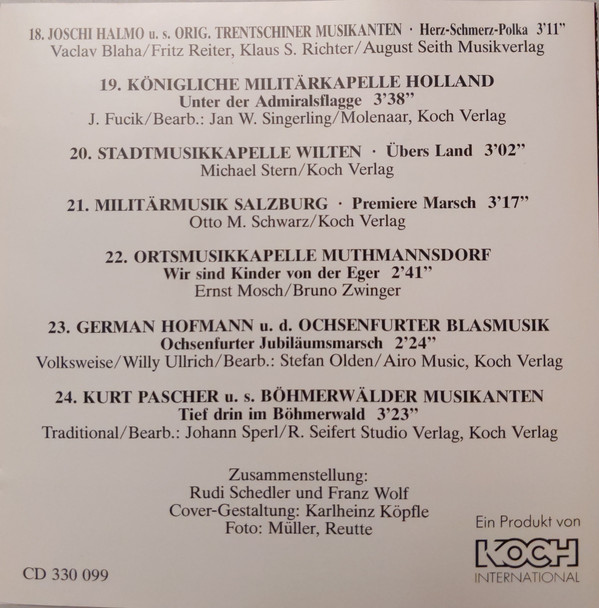 18. JOSCHI HALMO u. s. ORIG. TRENTSCHINER MUSIKANTEN · Herz-Schmerz-Polka 3'11”
Vaclav Blaha/Fritz Reiter, Klaus S. Richter/August Seith Musikverlag
19. KÖNIGLICHE MILITÄRKAPELLE HOLLAND
Unter der Admiralsflagge 3'38”
J. Fucik/Bearb.: Jan W. Singerling/Molenaar, Koch Verlag
20. STADTMUSIKKAPELLE WILTEN · Übers Land 3'02”
Michael Stern/Koch Verlag
21. MILITÄRMUSIK SALZBURG · Premiere Marsch 3'17”
Otto M. Schwarz/Koch Verlag
22. ORTSMUSIKKAPELLE MUTHMANNSDORF
Wir sind Kinder von der Eger 2'41”
Ernst Mosch/Bruno Zwinger
23. GERMAN HOFMANN u. d. OCHSENFURTER BLASMUSIK
Ochsenfurter Jubiläumsmarsch 2'24”
Volksweise/Willy Ullrich/Bearb.: Stefan Olden/Airo Music, Koch Verlag
24. KURT PASCHER u. s. BÖHMERWÄLDER MUSIKANTEN
Tief drin im Böhmerwald 3'23”
Traditional/Bearb.: Johann Sperl/R. Seifert Studio Verlag, Koch Verlag
Zusammenstellung:
Rudi Schedler und Franz Wolf
Cover-Gestaltung: Karlheinz Köpfle
Foto: Müller, Reutte
Ein Produkt von
KOCH
INTERNATIONAL
CD 330 099